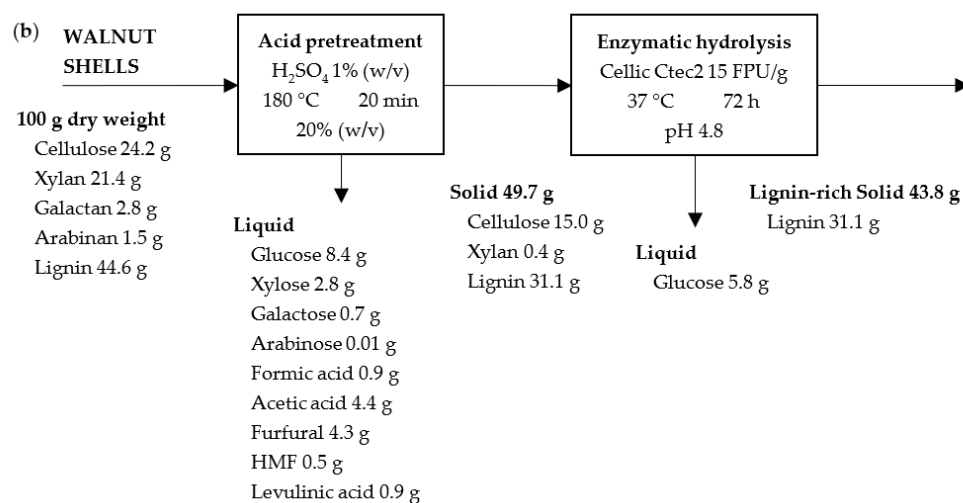 (b)
WALNUT
SHELLS
100 g dry weight
Cellulose 24.2 g
Xylan 21.4 g
Galactan 2.8 g
Arabinan 1.5 g
Lignin 44.6 g
Acid pretreatment
H₂SO₄ 1% (w/v)
180 °C 20 min
20% (w/v)
Liquid
Glucose 8.4 g
Xylose 2.8 g
Galactose 0.7 g
Arabinose 0.01 g
Formic acid 0.9 g
Acetic acid 4.4 g
Furfural 4.3 g
HMF 0.5 g
Levulinic acid 0.9 g
Solid 49.7 g
Cellulose 15.0 g
Xylan 0.4 g
Lignin 31.1 g
Enzymatic hydrolysis
Cellic Ctec2 15 FPU/g
37 °C 72 h
pH 4.8
Liquid
Glucose 5.8 g
Lignin-rich Solid 43.8 g
Lignin 31.1 g